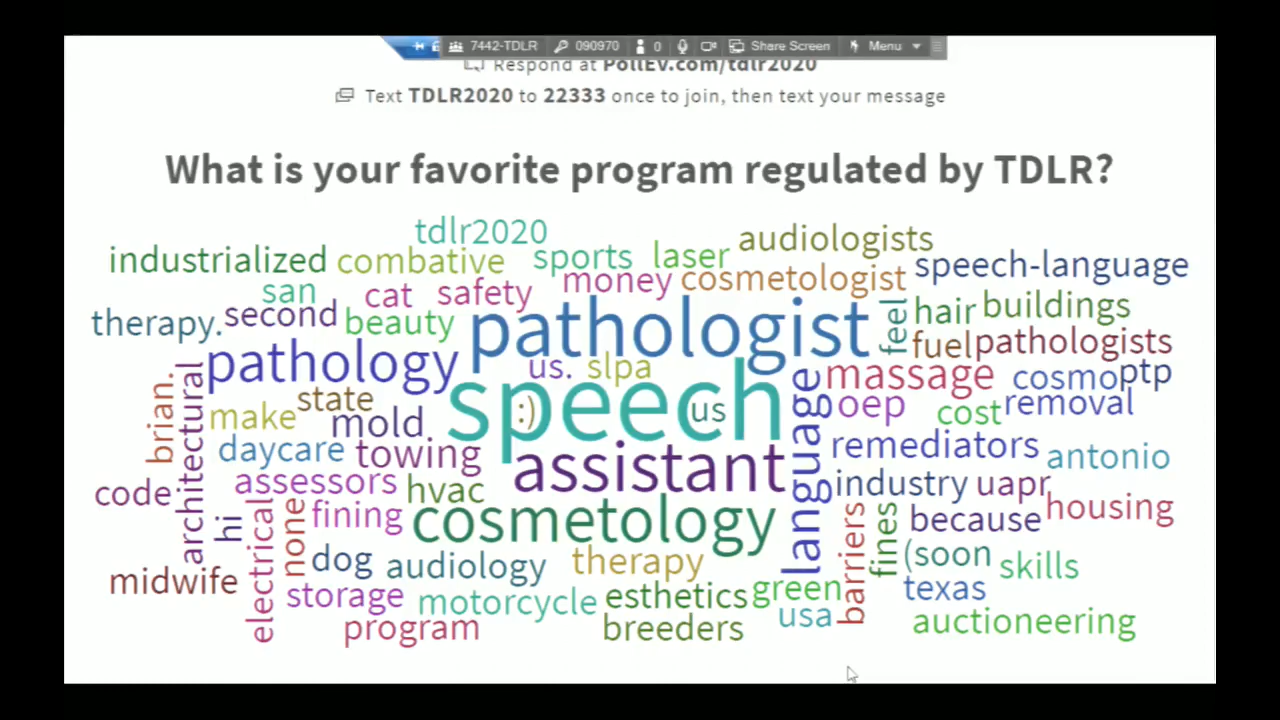 7442-TDLR 090970 0 Share Screen Menu
Respond at PollEv.com/tdlr2020
Text TDLR2020 to 22333 once to join, then text your message
What is your favorite program regulated by TDLR?
tdlr2020
industrialized combative sports laser audiologists
san cat safety money cosmetologist speech-language
therapy. second beauty pathologist feel hair buildings
pathology us. slpa fuel pathologists
brian. architectural make state speech :) us language massage cosmo ptp
mold oep cost removal
daycare towing assistant remediators antonio
code assessors hvac industry uapr housing
hi electrical none fining cosmetology barriers fines because
dog audiology therapy (soon skills
midwife storage motorcycle esthetics green texas
program breeders usa auctioneering